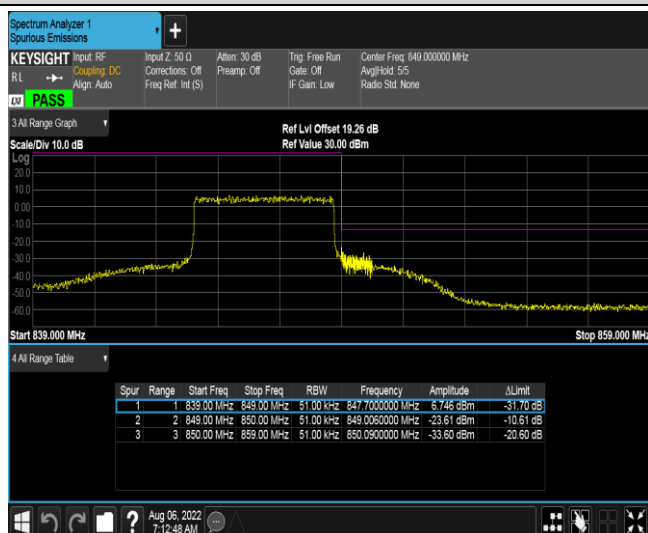 Spectrum Analyzer 1
Spurious Emissions
+
KEYSIGHT
RL
LXI
PASS
Input: RF
Coupling: DC
Align: Auto
Input Z: 50 Ω
Corrections: Off
Freq Ref: Int (S)
Atten: 30 dB
Preamp: Off
Trig: Free Run
Gate: Off
IF Gain: Low
Center Freq: 849.000000 MHz
Avg|Hold: 5/5
Radio Std: None
3 All Range Graph
Scale/Div 10.0 dB
Ref Lvl Offset 19.26 dB
Ref Value 30.00 dBm
Log
20.0
10.0
0.00
-10.0
-20.0
-30.0
-40.0
-50.0
-60.0
Start 839.000 MHz
Stop 859.000 MHz
4 All Range Table
Spur Range Start Freq Stop Freq RBW Frequency Amplitude ΔLimit
1 1 839.00 MHz 849.00 MHz 51.00 kHz 847.7000000 MHz 6.746 dBm -31.70 dB
2 2 849.00 MHz 850.00 MHz 51.00 kHz 849.0060000 MHz -23.61 dBm -10.61 dB
3 3 850.00 MHz 859.00 MHz 51.00 kHz 850.0900000 MHz -33.60 dBm -20.60 dB
?
Aug 06, 2022
7:12:48 AM